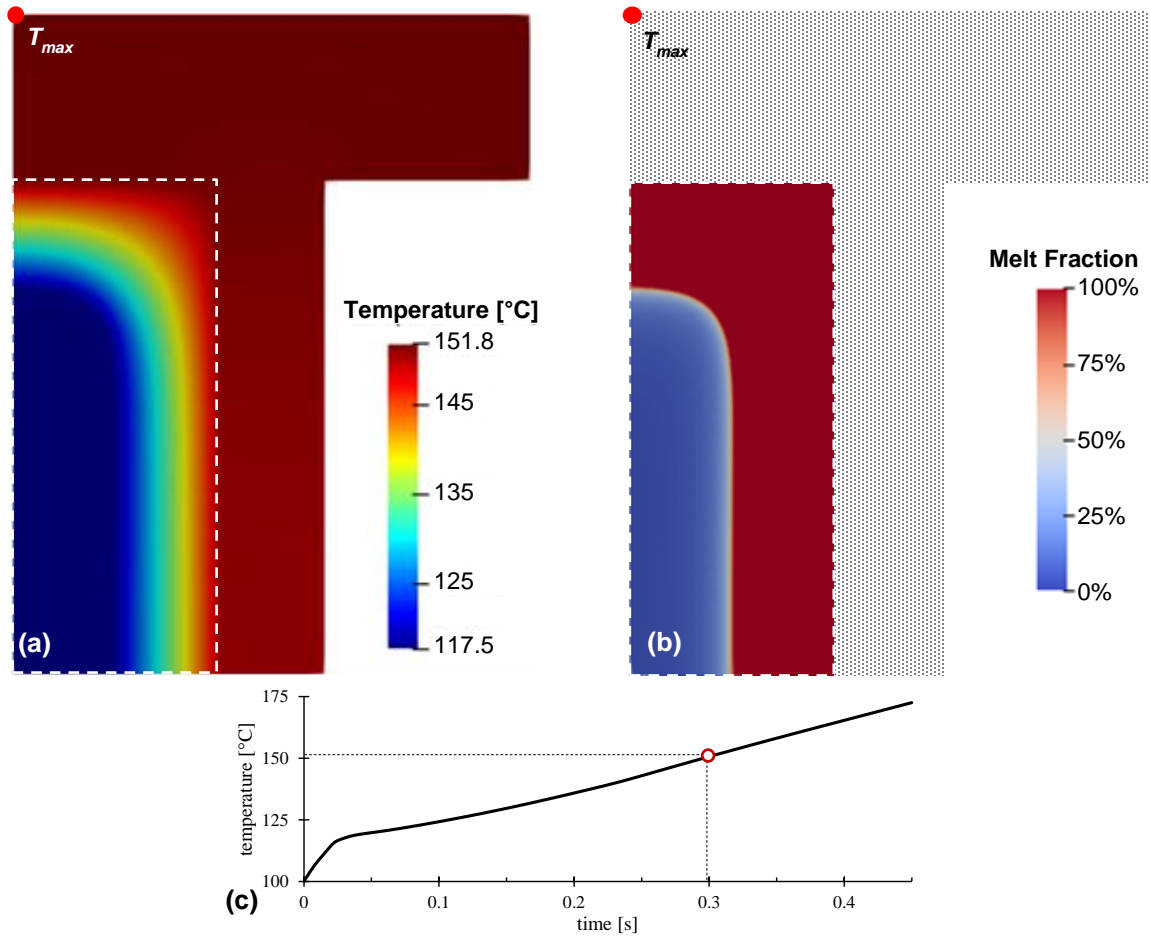 Tmax
Temperature [°C]
151.8
145
135
125
117.5
(a)
Tmax
Melt Fraction
100%
75%
50%
25%
0%
(b)
175
150
125
100
temperature [°C]
0
0.1
0.2
0.3
0.4
time [s]
(c)